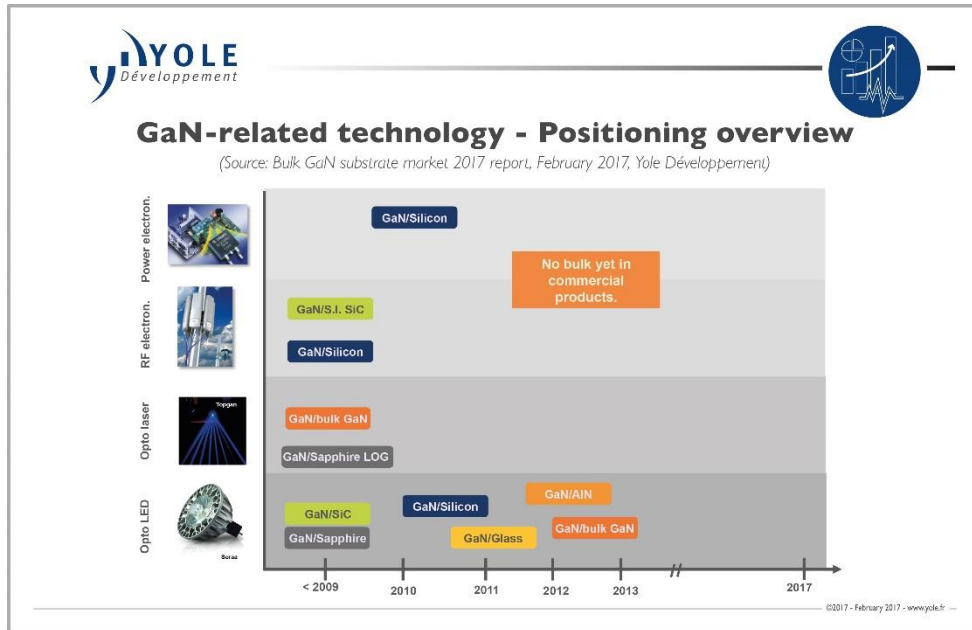 YOLE
Développement
GaN-related technology - Positioning overview
(Source: Bulk GaN substrate market 2017 report, February 2017, Yole Développement)
Power electron.
GaN/Silicon
No bulk yet in
commercial
products.
RF electron.
GaN/S.I. SiC
GaN/Silicon
Opto laser
Topgan
GaN/bulk GaN
GaN/Sapphire LOG
Opto LED
Soraa
GaN/SiC
GaN/Sapphire
GaN/Silicon
GaN/Glass
GaN/AlN
GaN/bulk GaN
< 2009
2010
2011
2012
2013
//
2017
©2017 - February 2017 - www.yole.fr